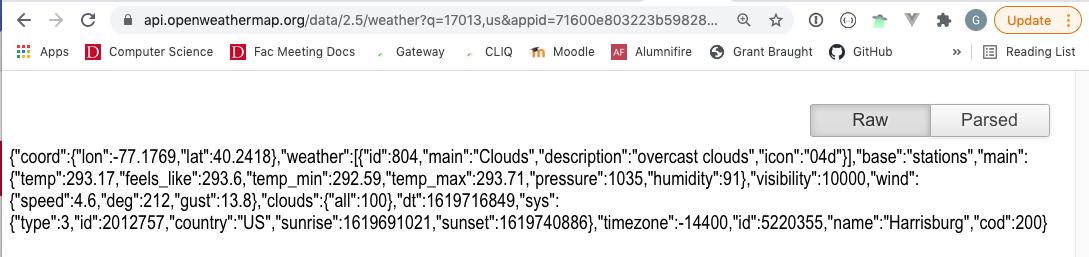 api.openweathermap.org/data/2.5/weather?q=17013,us&appid=71600e803223b59828... G Update
Apps D Computer Science D Fac Meeting Docs Gateway CLIQ Moodle AF Alumnifire Grant Braught GitHub » Reading List
Raw Parsed
{"coord":{"lon":-77.1769,"lat":40.2418},"weather":[{"id":804,"main":"Clouds","description":"overcast clouds","icon":"04d"}],"base":"stations","main":
{"temp":293.17,"feels_like":293.6,"temp_min":292.59,"temp_max":293.71,"pressure":1035,"humidity":91},"visibility":10000,"wind":
{"speed":4.6,"deg":212,"gust":13.8},"clouds":{"all":100},"dt":1619716849,"sys":
{"type":3,"id":2012757,"country":"US","sunrise":1619691021,"sunset":1619740886},"timezone":-14400,"id":5220355,"name":"Harrisburg","cod":200}